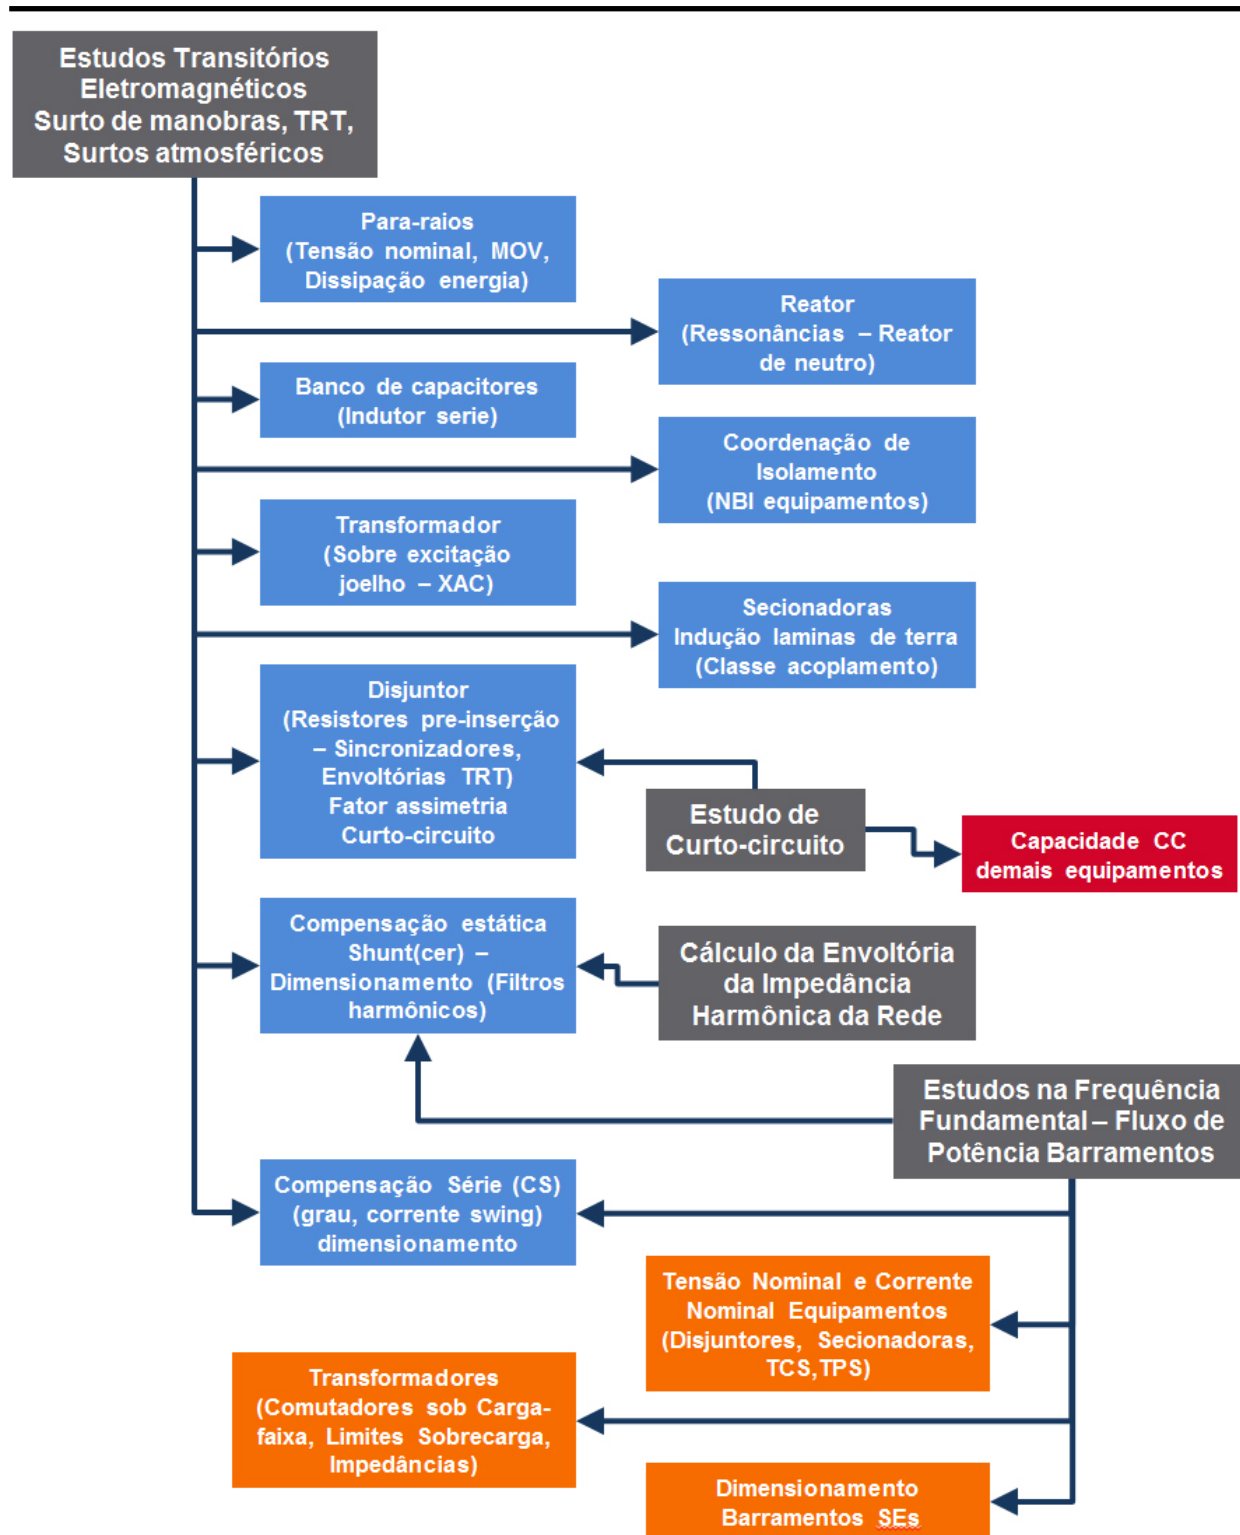 Estudos Transitórios
Eletromagnéticos
Surto de manobras, TRT,
Surtos atmosféricos
Para-raios
(Tensão nominal, MOV,
Dissipação energia)
Reator
(Ressonâncias – Reator
de neutro)
Banco de capacitores
(Indutor serie)
Coordenação de
Isolamento
(NBI equipamentos)
Transformador
(Sobre excitação
joelho – XAC)
Secionadoras
Indução laminas de terra
(Classe acoplamento)
Disjuntor
(Resistores pre-inserção
– Sincronizadores,
Envoltórias TRT)
Fator assimetria
Curto-circuito
Estudo de
Curto-circuito
Capacidade CC
demais equipamentos
Compensação estática
Shunt(cer) –
Dimensionamento (Filtros
harmônicos)
Cálculo da Envoltória
da Impedância
Harmônica da Rede
Estudos na Frequência
Fundamental – Fluxo de
Potência Barramentos
Compensação Série (CS)
(grau, corrente swing)
dimensionamento
Tensão Nominal e Corrente
Nominal Equipamentos
(Disjuntores, Secionadoras,
TCS,TPS)
Transformadores
(Comutadores sob Carga-
faixa, Limites Sobrecarga,
Impedâncias)
Dimensionamento
Barramentos SEs